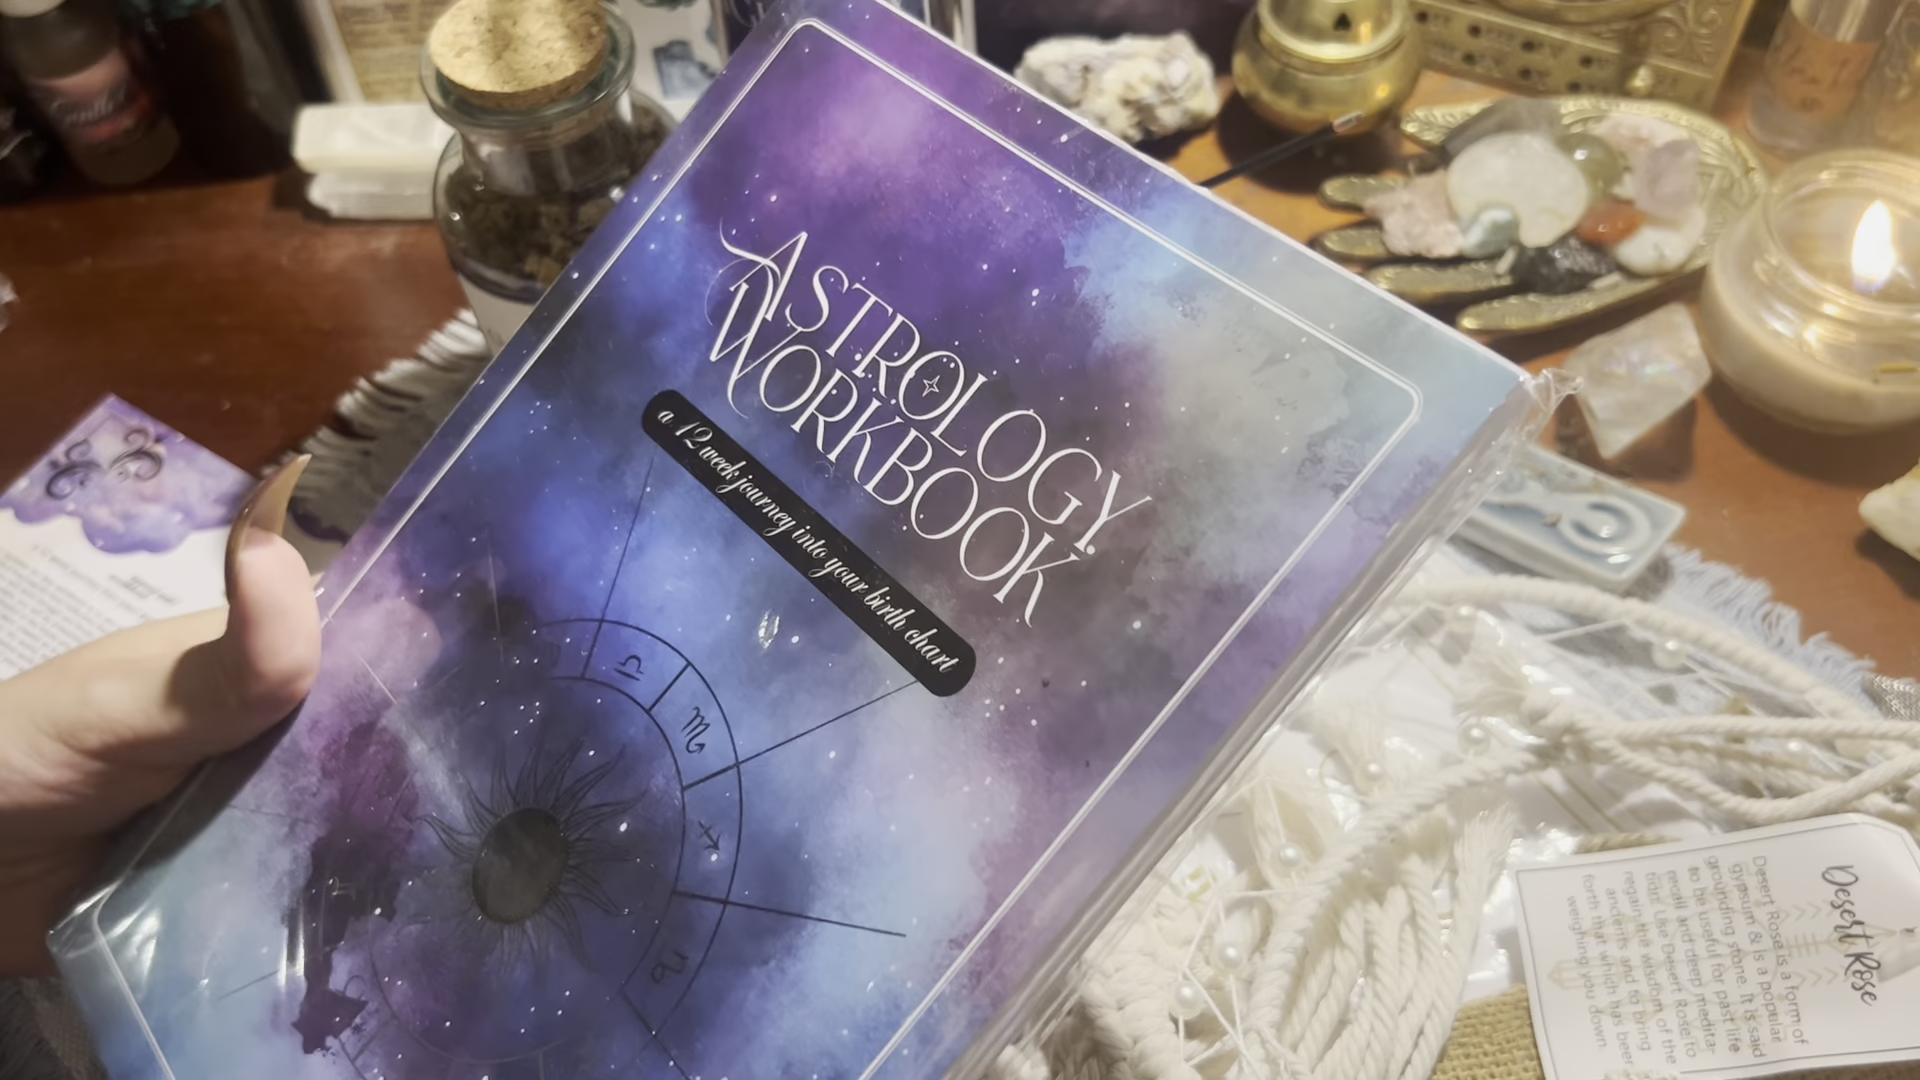 ASTROLOGY
WORKBOOK
a 12 week journey into your birth chart
Desert Rose
Desert Rose is a form of
gypsum & is a popular
grounding stone. It is said
to be useful for past life
recall and deep meditat-
ion. Use Desert Rose to
regain the wisdom of the
ancients and to bring
forth that which has been
weighing you down.